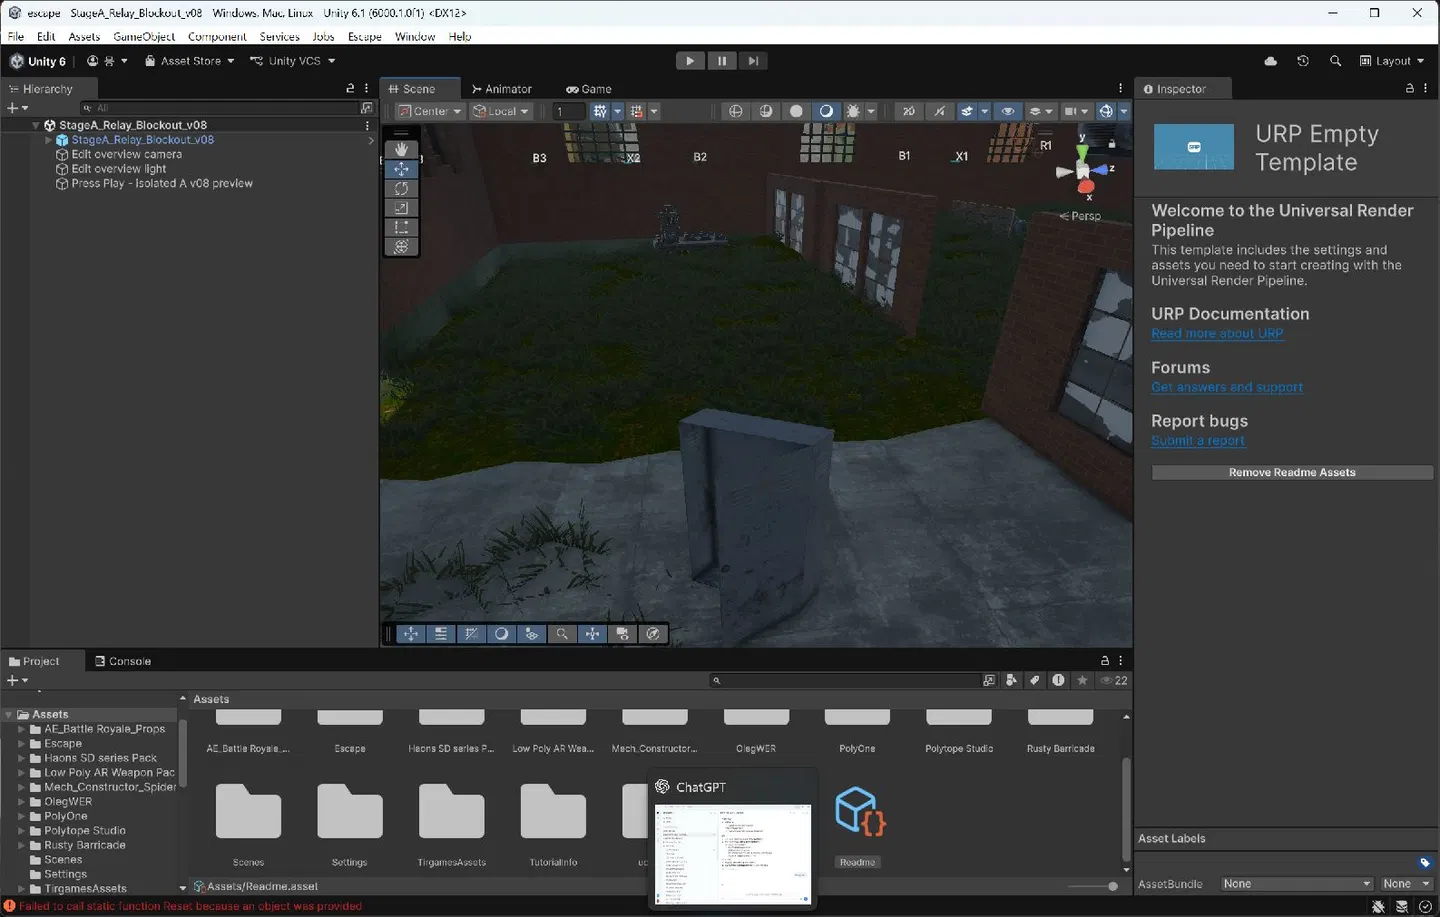 escape - StageA_Relay_Blockout_v08 - Windows, Mac, Linux - Unity 6.1 (6000.1.0f1) <DX12>
File Edit Assets GameObject Component Services Jobs Escape Window Help
Unity 6 Asset Store Unity VCS Layout
Hierarchy
All
StageA_Relay_Blockout_v08
StageA_Relay_Blockout_v08
Edit overview camera
Edit overview light
Press Play - Isolated A v08 preview
Scene Animator Game
Center Local 1 2D
B3 X2 B2 B1 X1 R1
y
z
x
Persp
Inspector
URP Empty
Template
Welcome to the Universal Render
Pipeline
This template includes the settings and
assets you need to start creating with the
Universal Render Pipeline.
URP Documentation
Read more about URP
Forums
Get answers and support
Report bugs
Submit a report
Remove Readme Assets
Project Console
22
Assets
AE_Battle Royale_Props
Escape
Haons SD series Pack
Low Poly AR Weapon Pac
Mech_Constructor_Spider
OlegWER
PolyOne
Polytope Studio
Rusty Barricade
Scenes
Settings
TirgamesAssets
Assets
AE_Battle Royale_... Escape Haons SD series P... Low Poly AR Wea... Mech_Constructor... OlegWER PolyOne Polytope Studio Rusty Barricade
Scenes Settings TirgamesAssets TutorialInfo Readme
ChatGPT
Assets/Readme.asset
Asset Labels
AssetBundle None None
Failed to call static function Reset because an object was provided